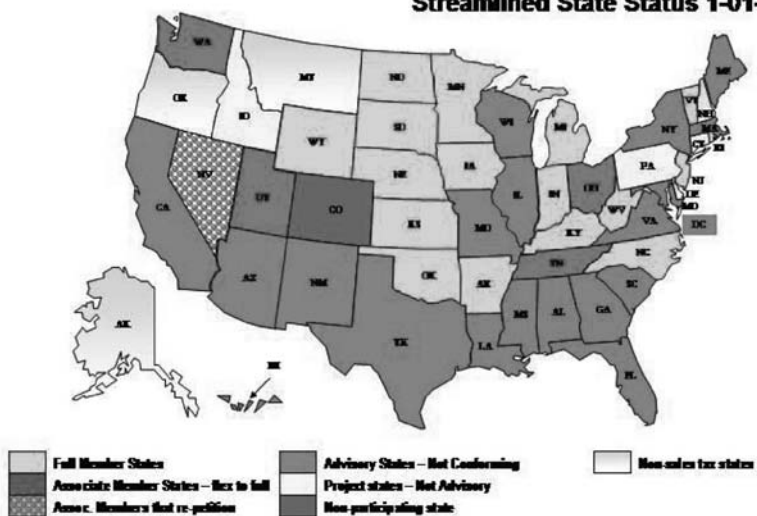 Streamlined State Status 1-01-
WA
MT
ND
MN
ME
VT
NH
OR
ID
SD
WI
MI
NY
MA
CT
RI
WY
IA
PA
NJ
NE
NV
OH
DE
MD
UT
CO
IL
IN
WV
VA
DC
CA
KS
MO
KY
NC
TN
AZ
NM
OK
AR
SC
MS
AL
GA
AK
TX
LA
HI
FL
Full Member States
Advisory States – Not Conforming
Non-sales tax states
Associate Member States – flex to full
Project states – Not Advisory
Assoc. Members that re-petition
Non-participating state